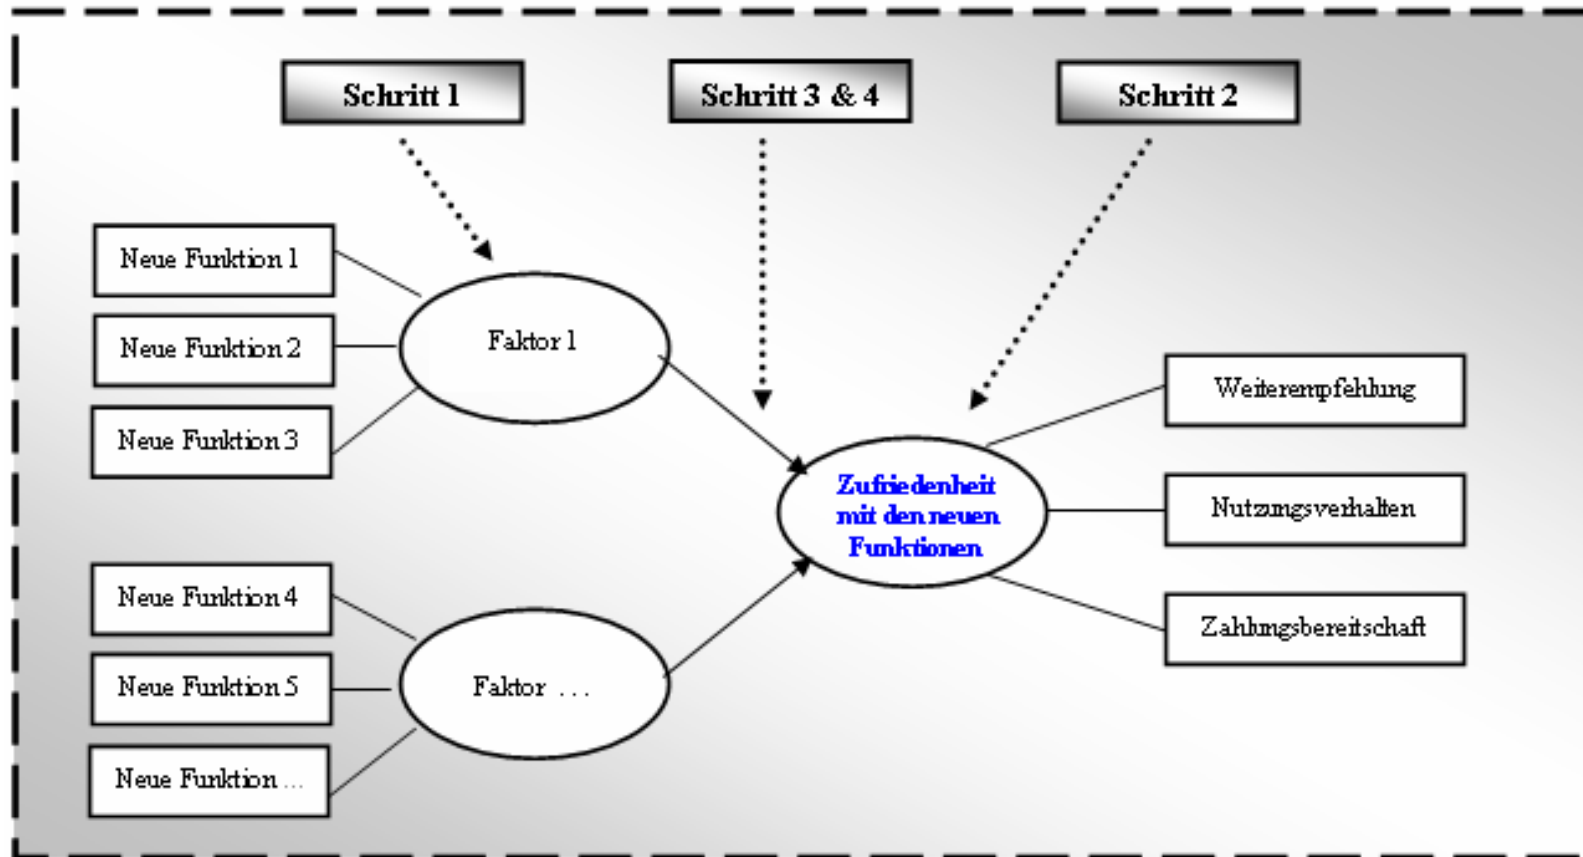 Schritt 1
Schritt 3 & 4
Schritt 2
Neue Funktion 1
Neue Funktion 2
Neue Funktion 3
Faktor 1
Neue Funktion 4
Neue Funktion 5
Neue Funktion ...
Faktor ...
Zufriedenheit
mit den neuen
Funktionen
Weiterempfehlung
Nutzungsverhalten
Zahlungsbereitschaft